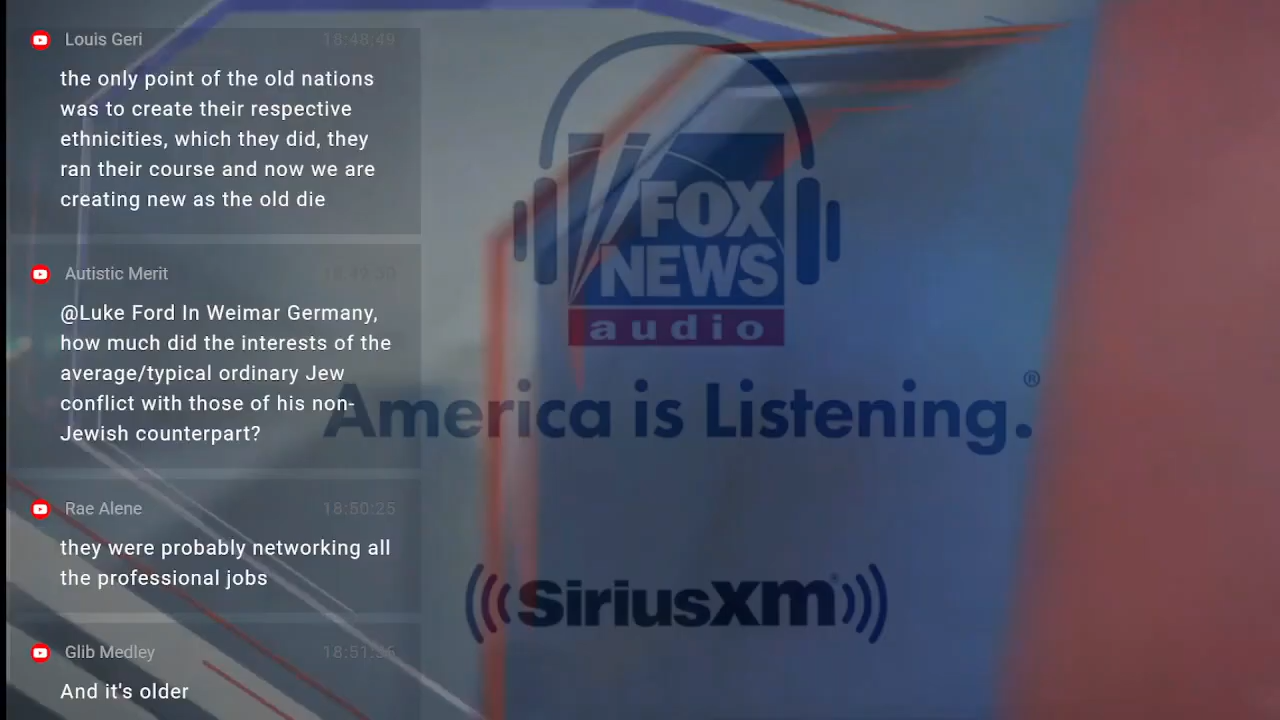 Louis Geri 18:48:49
the only point of the old nations
was to create their respective
ethnicities, which they did, they
ran their course and now we are
creating new as the old die
Autistic Merit
@Luke Ford In Weimar Germany,
how much did the interests of the
average/typical ordinary Jew
conflict with those of his non-
Jewish counterpart?
Rae Alene 18:50:25
they were probably networking all
the professional jobs
Glib Medley
And it's older
FOX
NEWS
audio
America is Listening.®
SiriusXm